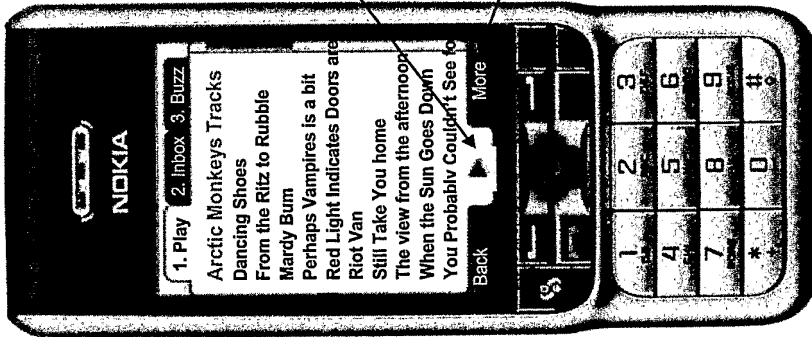 NOKIA
1. Play 2. Inbox 3. Buzz
Arctic Monkeys Tracks
Dancing Shoes
From the Ritz to Rubble
Mardy Bum
Perhaps Vampires is a bit
Red Light Indicates Doors are
Riot Van
Still Take You home
The view from the afternoon
When the Sun Goes Down
You Probably Couldn't See fo
Back More
1 2 3
4 5 6
7 8 9
* 0 #